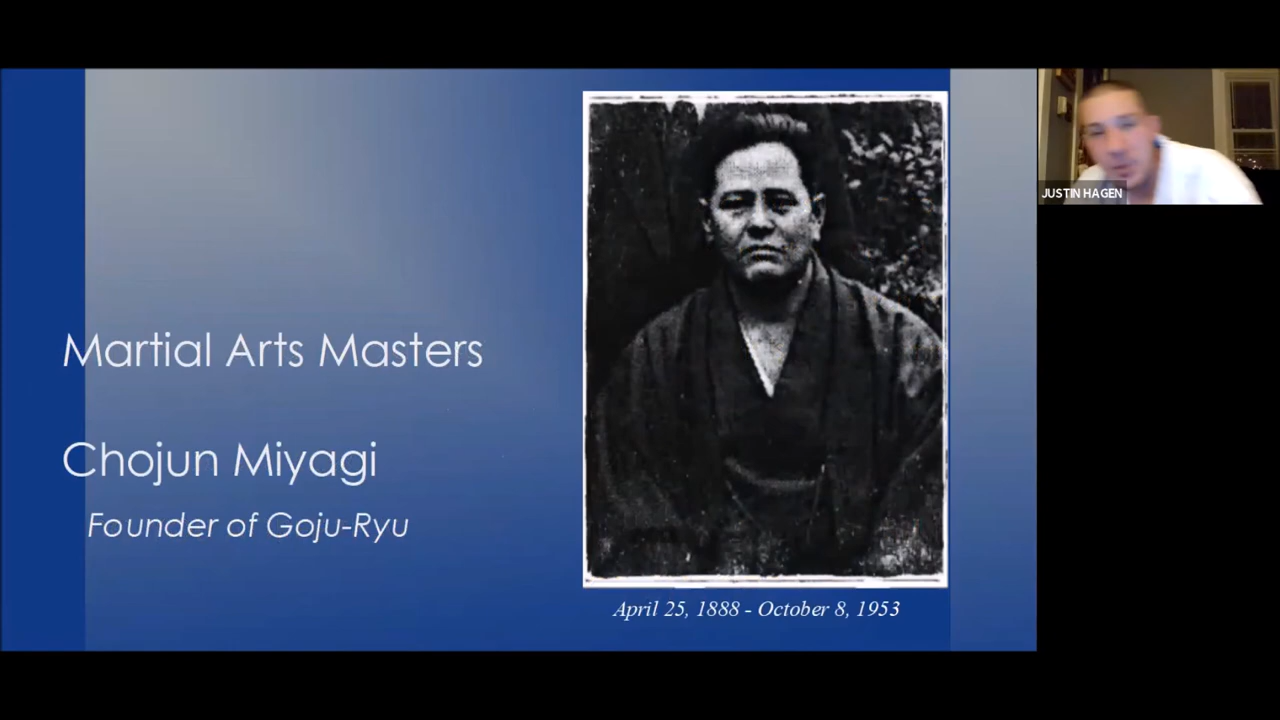 Martial Arts Masters
Chojun Miyagi
Founder of Goju-Ryu
April 25, 1888 - October 8, 1953
JUSTIN HAGEN